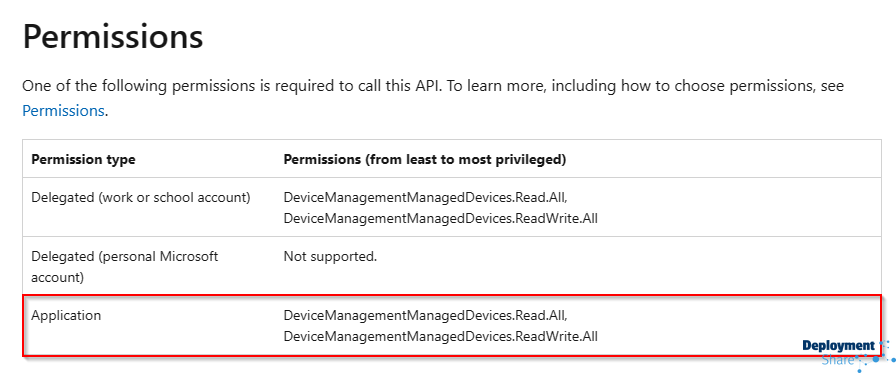 Permissions
One of the following permissions is required to call this API. To learn more, including how to choose permissions, see
Permissions.
Permission type Permissions (from least to most privileged)
Delegated (work or school account) DeviceManagementManagedDevices.Read.All,
DeviceManagementManagedDevices.ReadWrite.All
Delegated (personal Microsoft Not supported.
account)
Application DeviceManagementManagedDevices.Read.All,
DeviceManagementManagedDevices.ReadWrite.All
Deployment
Share